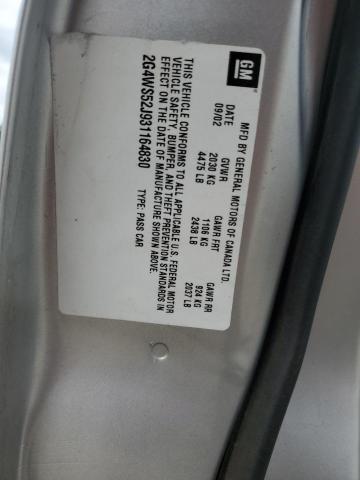 GM
MFD BY GENERAL MOTORS OF CANADA LTD.
DATE GVWR GAWR FRT GAWR RR
09/02 2030 KG 1106 KG 924 KG
4475 LB 2438 LB 2037 LB
THIS VEHICLE CONFORMS TO ALL APPLICABLE U.S. FEDERAL MOTOR
VEHICLE SAFETY, BUMPER, AND THEFT PREVENTION STANDARDS IN
EFFECT ON THE DATE OF MANUFACTURE SHOWN ABOVE.
2G4WS52J931164830 TYPE: PASS CAR